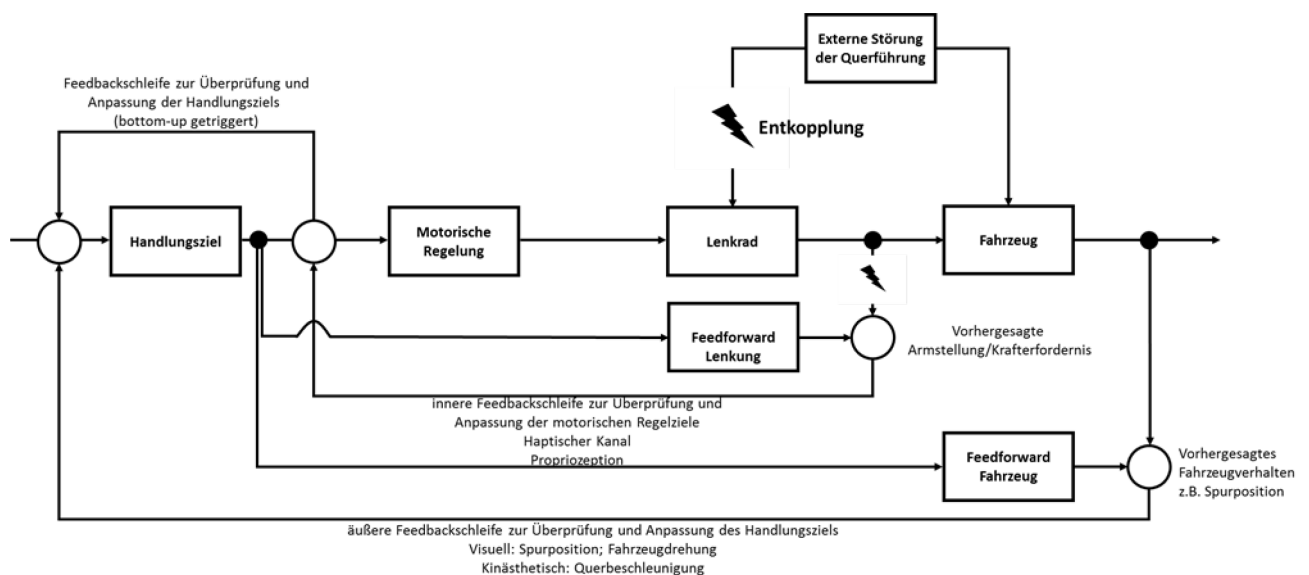 Externe Störung
der Querführung
Feedbackschleife zur Überprüfung und
Anpassung der Handlungsziels
(bottom-up getriggert)
Entkopplung
Handlungsziel
Motorische
Regelung
Lenkrad
Fahrzeug
Feedforward
Lenkung
Vorhergesagte
Armstellung/Krafterfordernis
innere Feedbackschleife zur Überprüfung und
Anpassung der motorischen Regelziele
Haptischer Kanal
Propriozeption
Feedforward
Fahrzeug
Vorhergesagtes
Fahrzeugverhalten
z.B. Spurposition
äußere Feedbackschleife zur Überprüfung und Anpassung des Handlungsziels
Visuell: Spurposition; Fahrzeugdrehung
Kinästhetisch: Querbeschleunigung